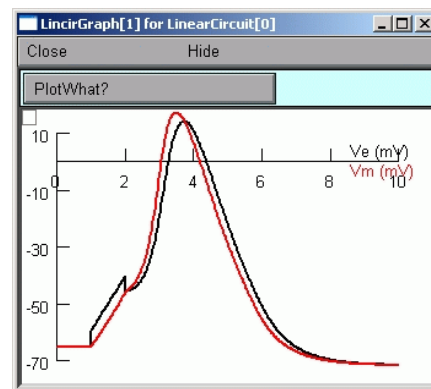 LincirGraph[1] for LinearCircuit[0]
Close Hide
PlotWhat?
10
Ve (mV)
Vm (mV)
0 2 4 6 8 10
-10
-30
-50
-70